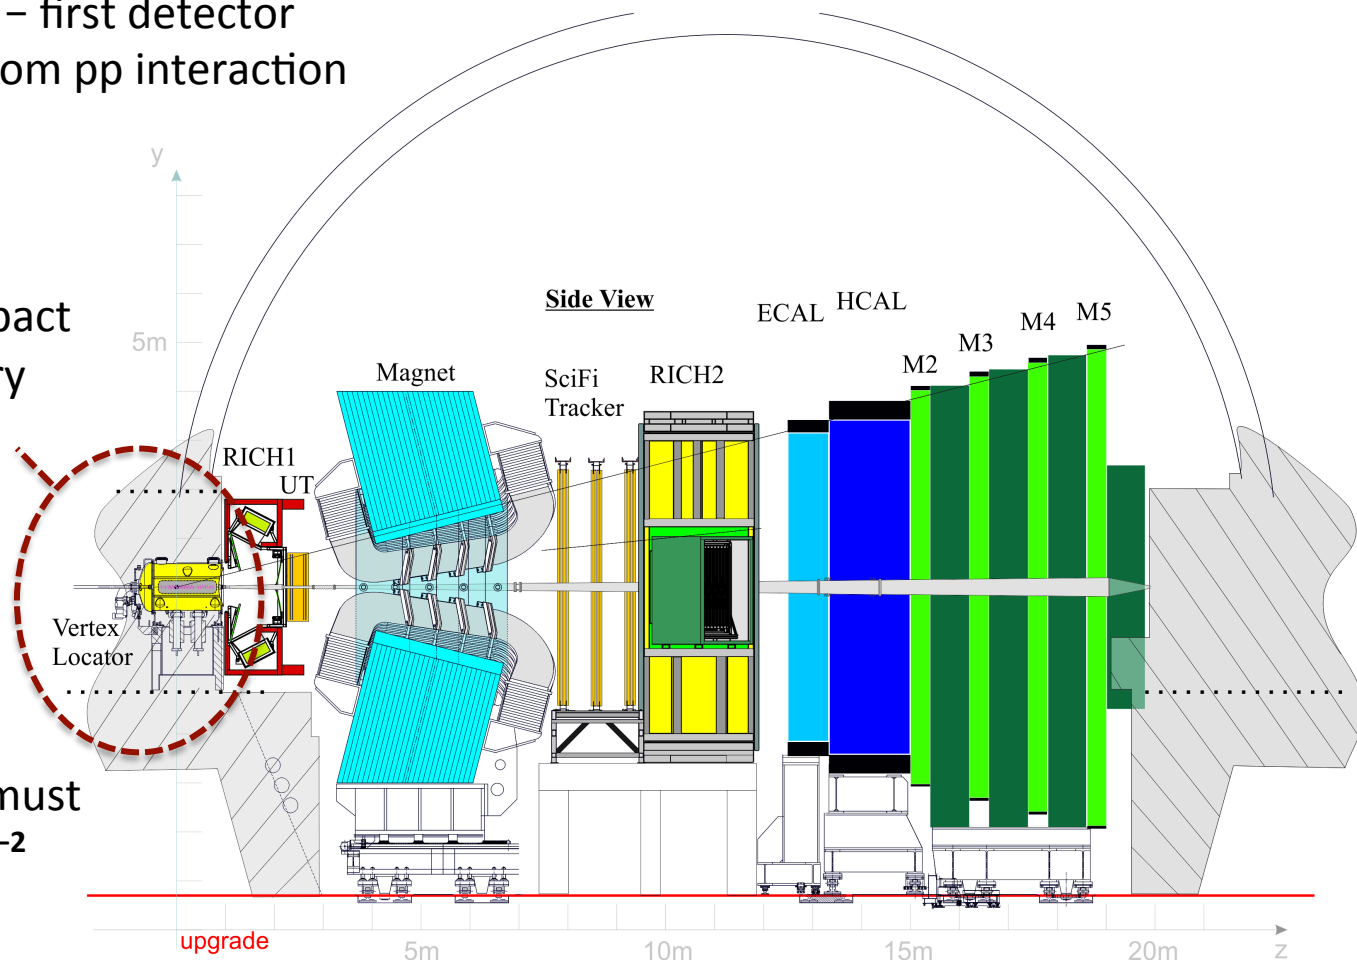 – first detector
om pp interaction
y
pact
5m
ry
Side View
ECAL
HCAL
M2
M3
M4
M5
Magnet
SciFi
Tracker
RICH2
RICH1
UT
Vertex
Locator
must
–2
upgrade
5m
10m
15m
20m
z